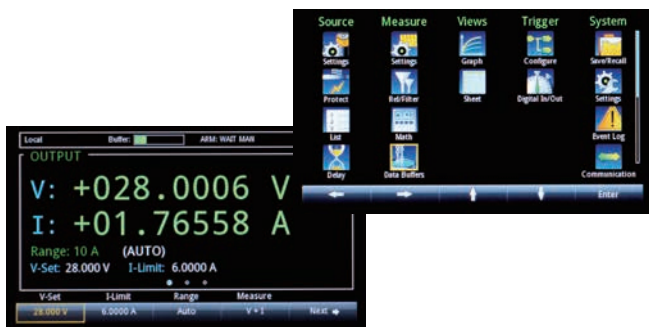 Source Measure Views Trigger System
Settings Settings Graph Configure Save/Recall
Protect Rel/Filter Sheet Digital In/Out Settings
List Math Event Log
Delay Data Buffers Communication
Enter
Local Buffer: ARM: WAIT MAN
OUTPUT
V: +028.0006 V
I: +01.76558 A
Range: 10 A (AUTO)
V-Set: 28.000 V I-Limit: 6.0000 A
V-Set I-Limit Range Measure
28.000 V 6.0000 A Auto V + I Next